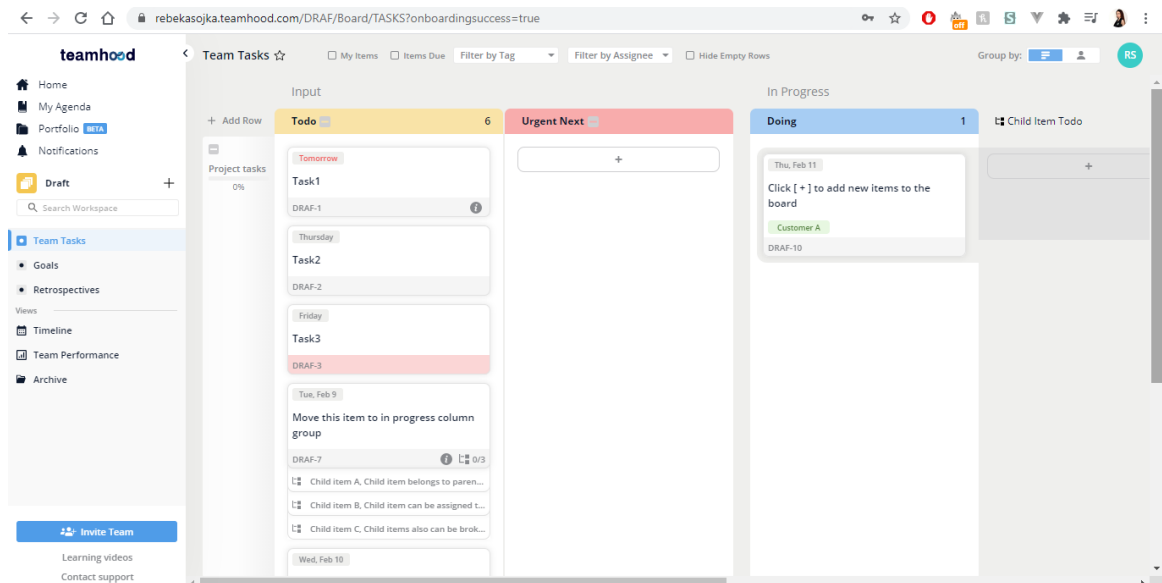 rebekasojka.teamhood.com/DRAF/Board/TASKS?onboardingsuccess=true
off
teamhood
Home
My Agenda
Portfolio BETA
Notifications
Draft
Search Workspace
Team Tasks
Goals
Retrospectives
Views
Timeline
Team Performance
Archive
Invite Team
Learning videos
Contact support
Team Tasks
My Items
Items Due
Filter by Tag
Filter by Assignee
Hide Empty Rows
Group by:
RS
Input
In Progress
+ Add Row
Todo 6
Urgent Next
Doing 1
Child Item Todo
Project tasks
0%
Tomorrow
Task1
DRAF-1
Thursday
Task2
DRAF-2
Friday
Task3
DRAF-3
Tue, Feb 9
Move this item to in progress column
group
DRAF-7 0/3
Child item A, Child item belongs to paren...
Child item B, Child item can be assigned t...
Child item C, Child items also can be brok...
Wed, Feb 10
+
Thu, Feb 11
Click [ + ] to add new items to the
board
Customer A
DRAF-10
+